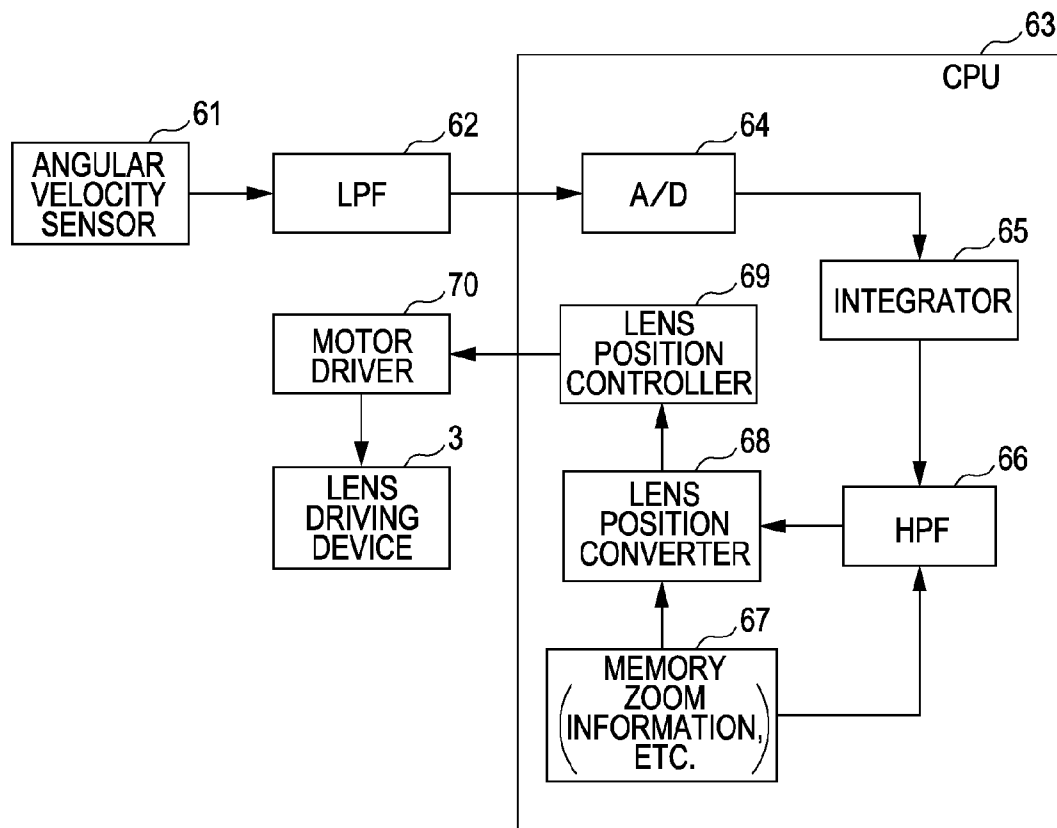 63
CPU
61
ANGULAR
VELOCITY
SENSOR
62
LPF
64
A/D
65
INTEGRATOR
70
MOTOR
DRIVER
69
LENS
POSITION
CONTROLLER
3
LENS
DRIVING
DEVICE
68
LENS
POSITION
CONVERTER
66
HPF
67
MEMORY
(ZOOM
INFORMATION,
ETC.)